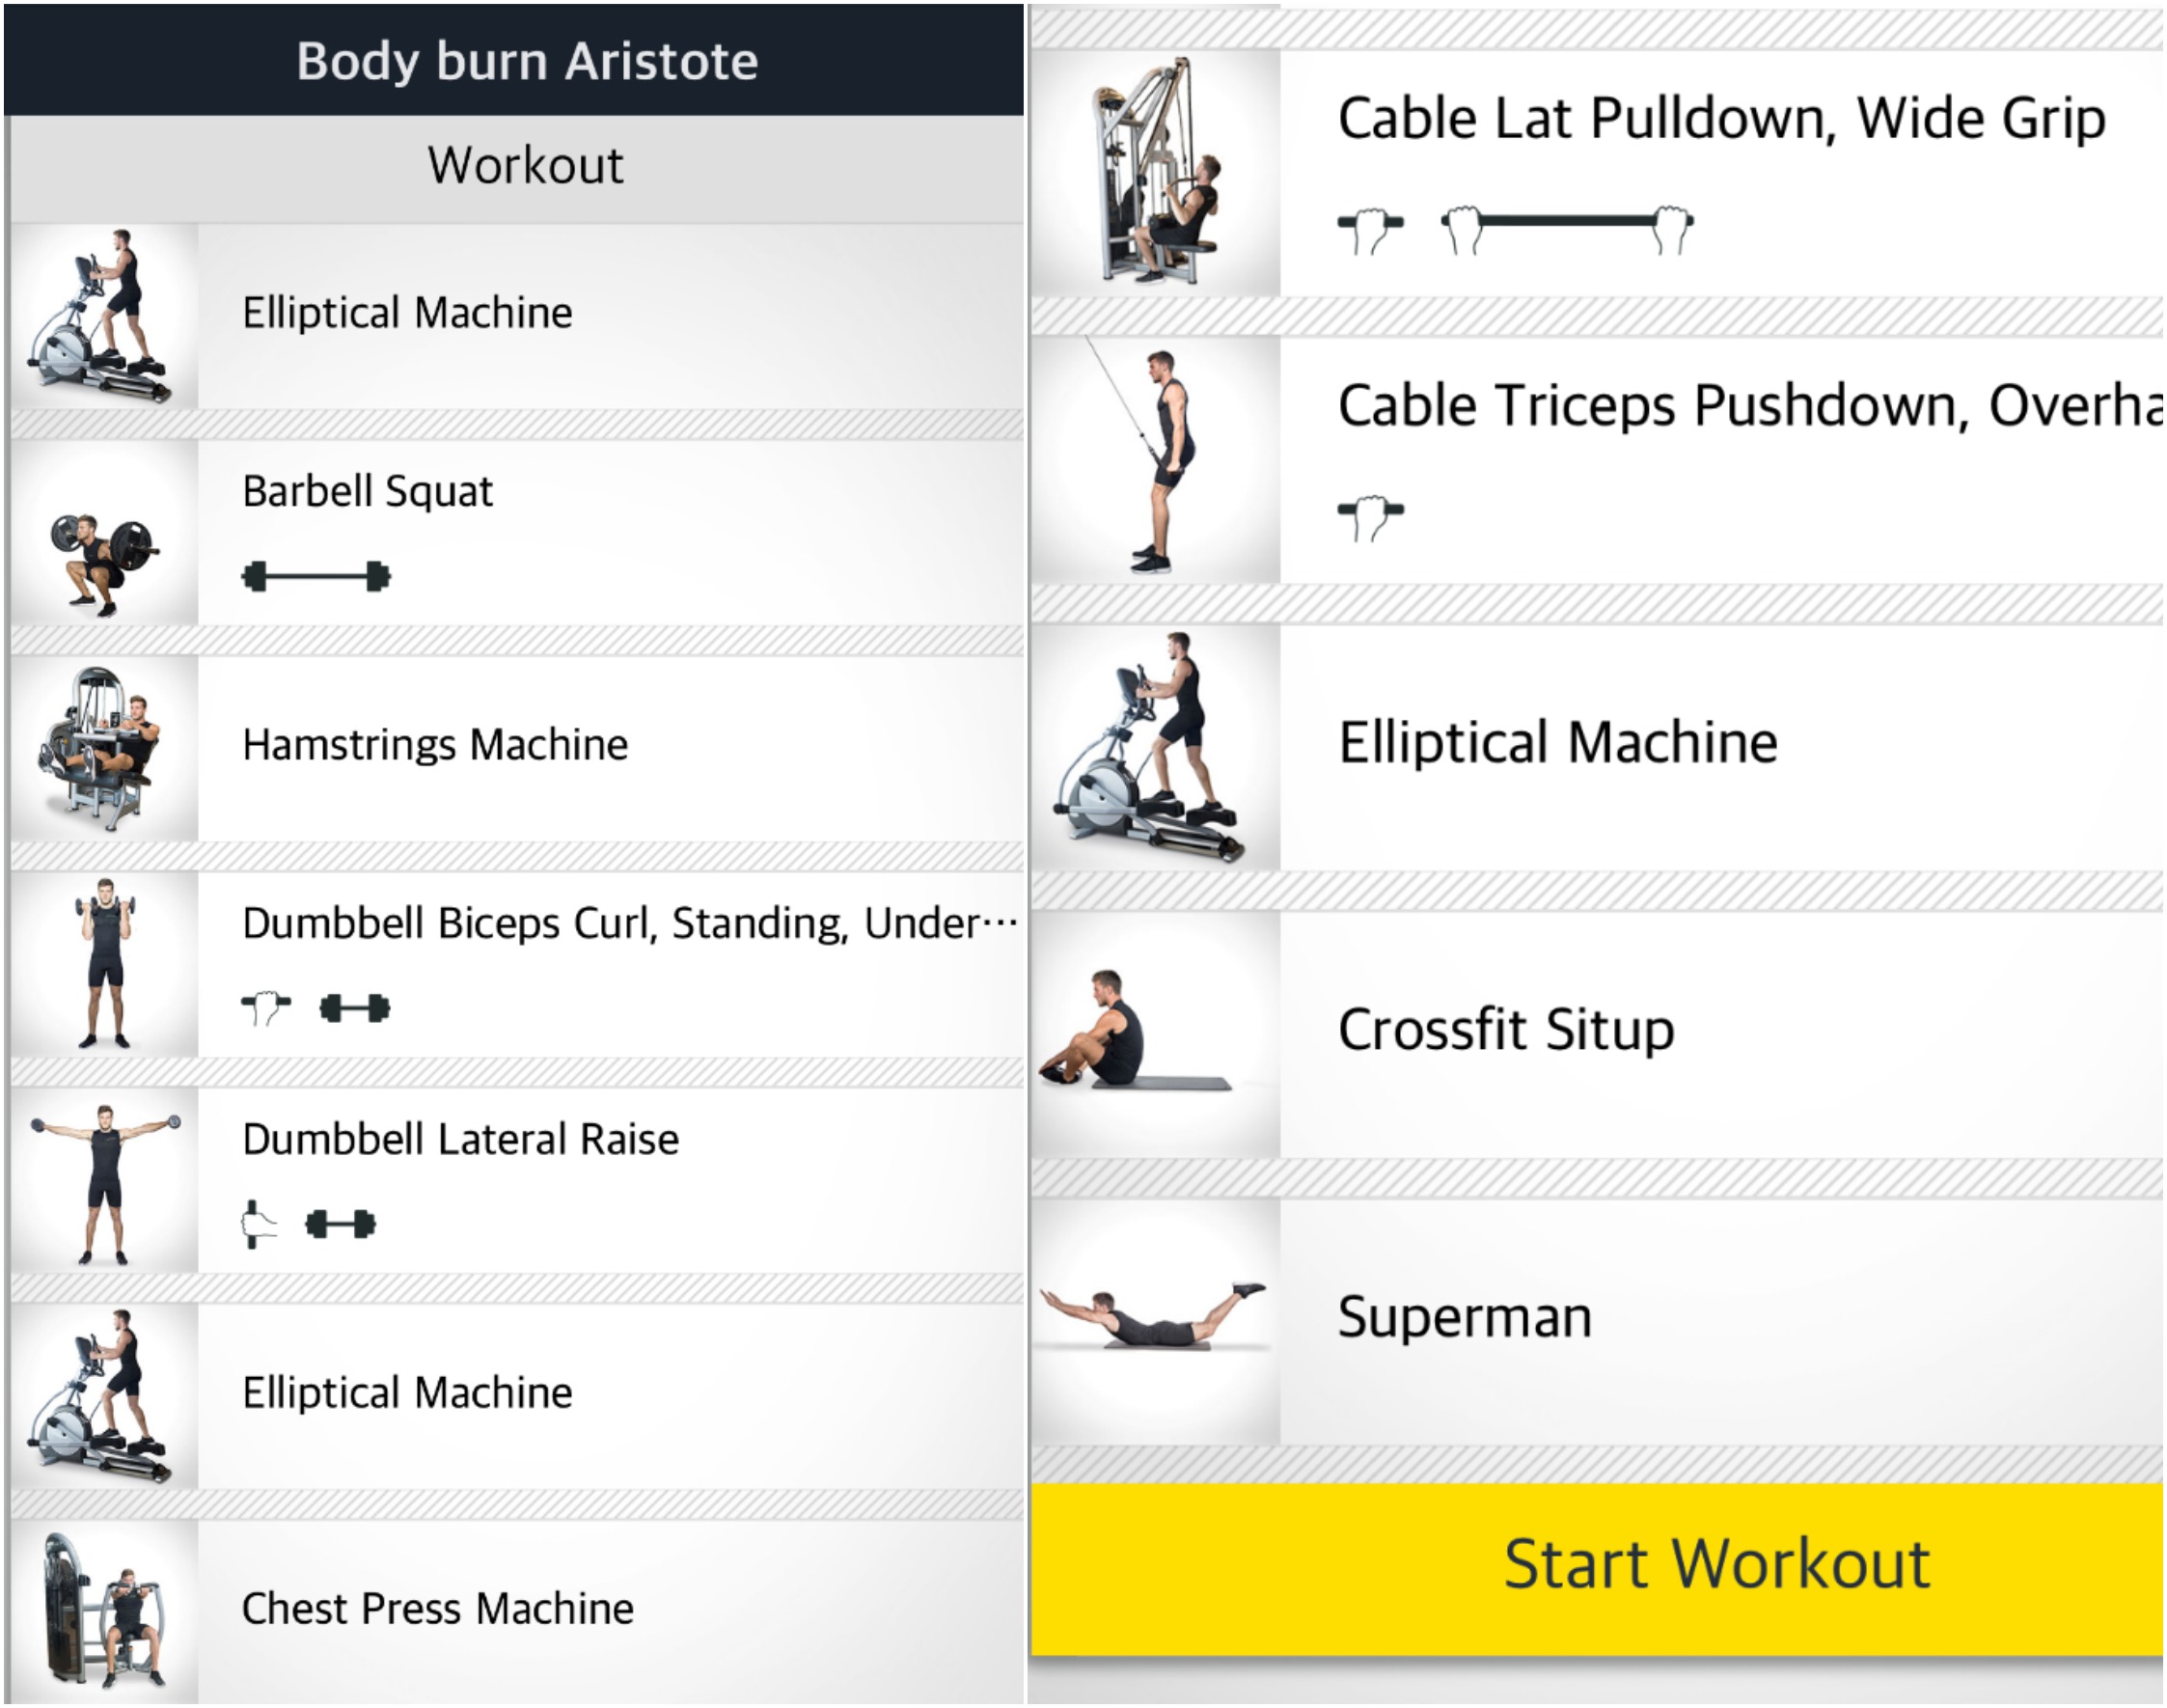 Body burn Aristote
Workout
Elliptical Machine
Barbell Squat
Hamstrings Machine
Dumbbell Biceps Curl, Standing, Under...
Dumbbell Lateral Raise
Elliptical Machine
Chest Press Machine
Cable Lat Pulldown, Wide Grip
Cable Triceps Pushdown, Overha
Elliptical Machine
Crossfit Situp
Superman
Start Workout